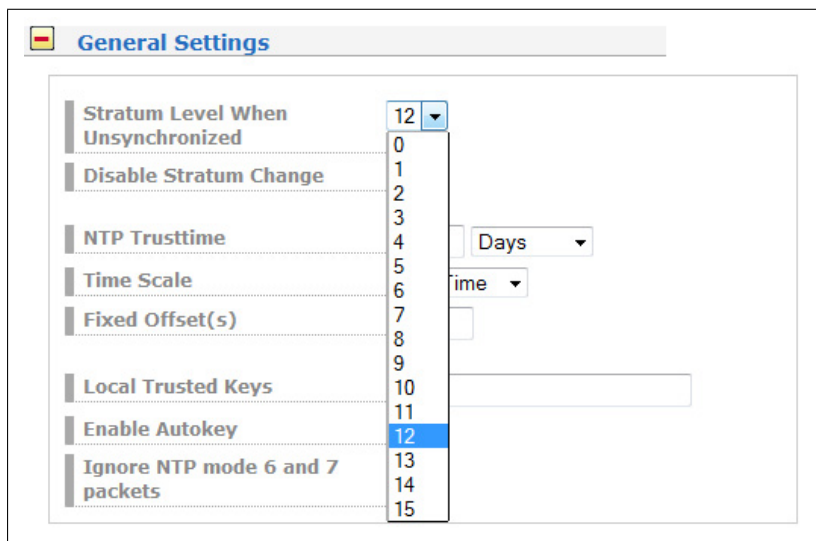 General Settings
Stratum Level When
Unsynchronized
12
0
1
2
3
4
5
6
7
8
9
10
11
12
13
14
15
Disable Stratum Change
NTP Trusttime
Days
Time Scale
Fixed Offset(s)
Local Trusted Keys
Enable Autokey
Ignore NTP mode 6 and 7
packets